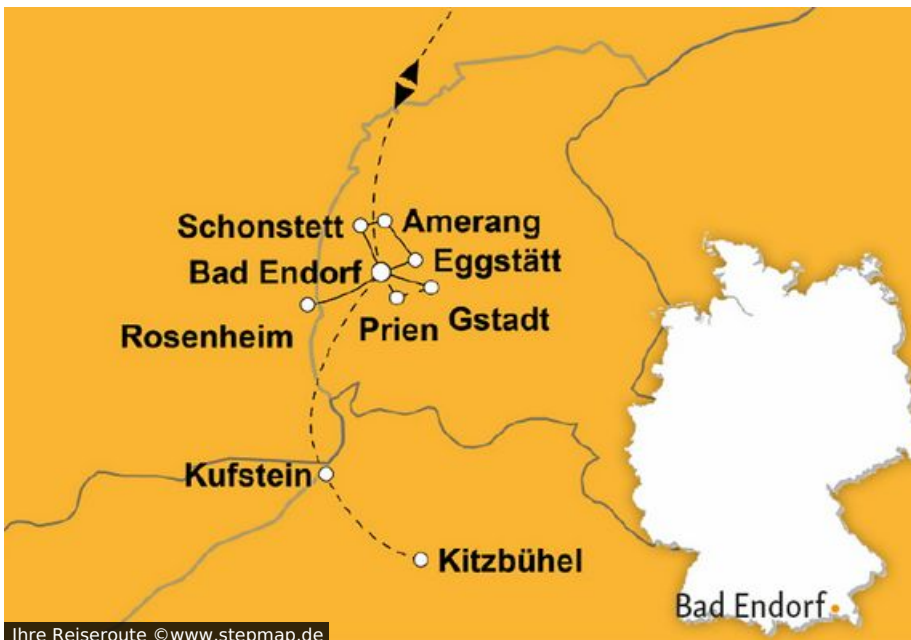 Schonstett
Amerang
Bad Endorf
Eggstätt
Rosenheim
Prien
Gstadt
Kufstein
Kitzbühel
Bad Endorf
Ihre Reiseroute ©www.stepmap.de